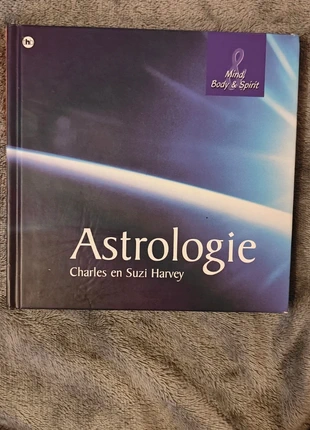 h
Mind,
Body & Spirit
Astrologie
Charles en Suzi Harvey